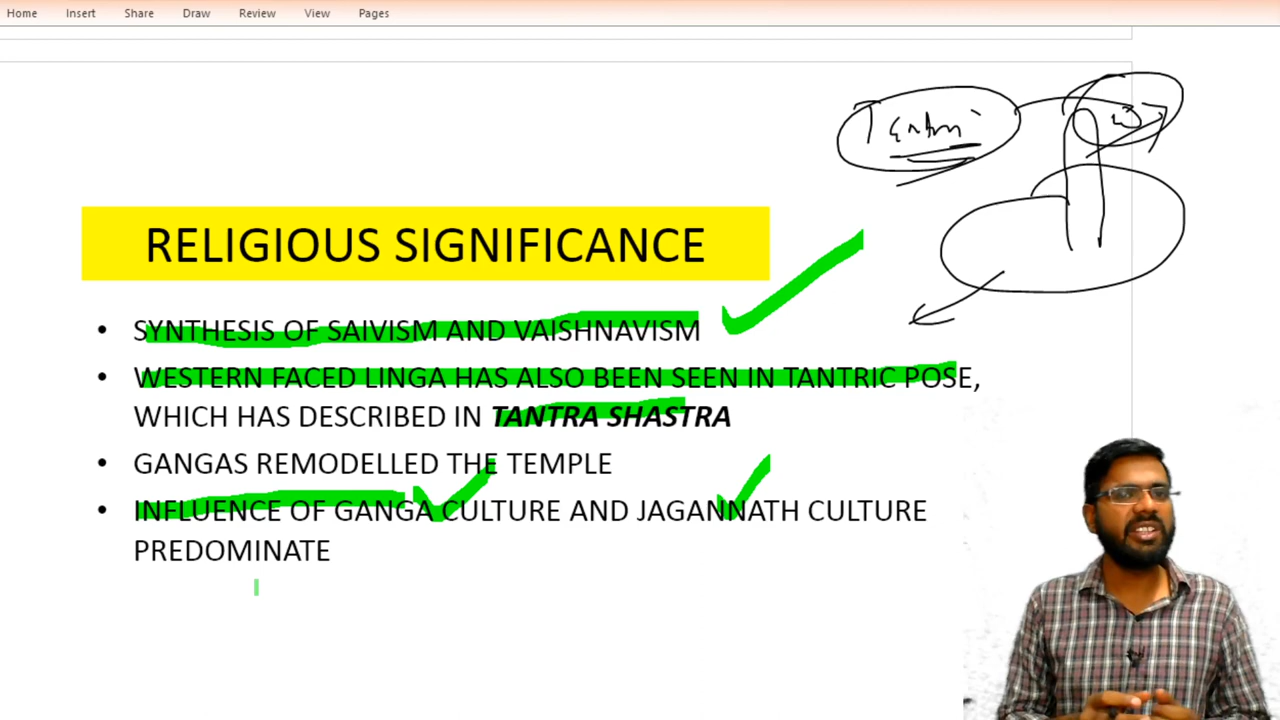 Home Insert Share Draw Review View Pages
Tantri
RELIGIOUS SIGNIFICANCE
• SYNTHESIS OF SAIVISM AND VAISHNAVISM
• WESTERN FACED LINGA HAS ALSO BEEN SEEN IN TANTRIC POSE,
WHICH HAS DESCRIBED IN TANTRA SHASTRA
• GANGAS REMODELLED THE TEMPLE
• INFLUENCE OF GANGA CULTURE AND JAGANNATH CULTURE
PREDOMINATE